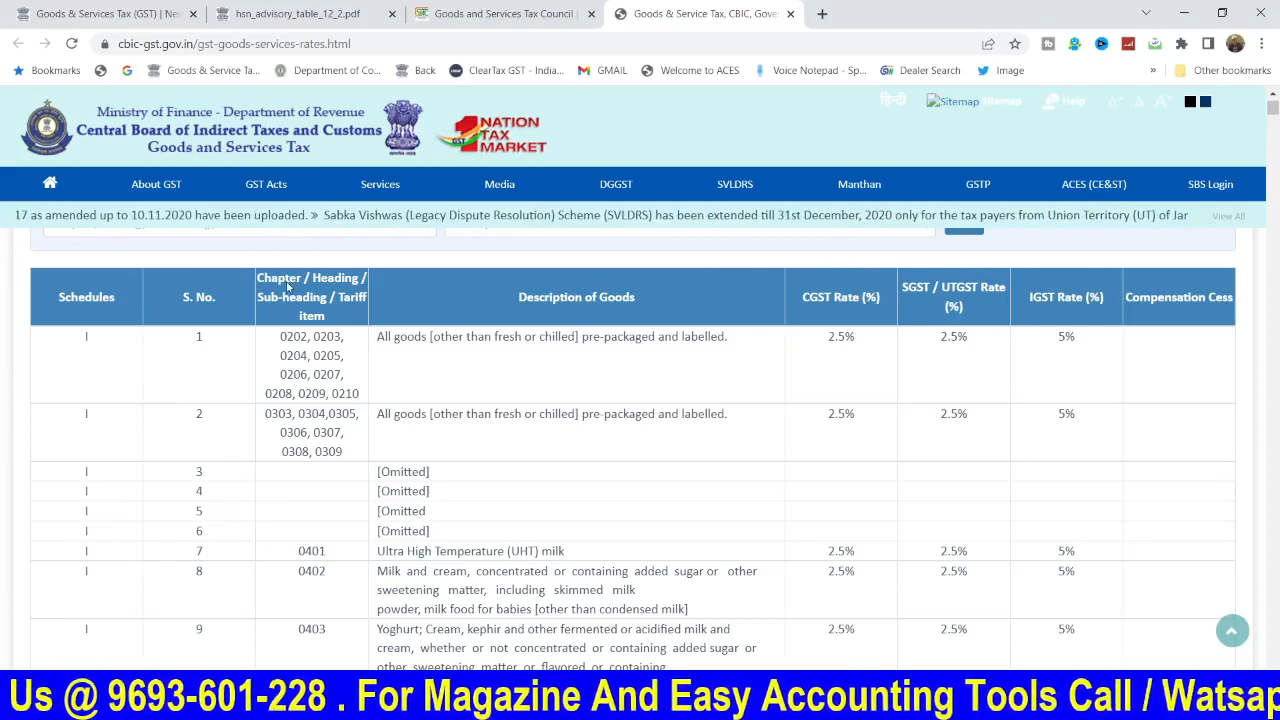 Goods & Services Tax (GST) | Ne
hsn_advisory_table_12_2.pdf
Goods and Services Tax Council
Goods & Service Tax, CBIC, Gove
cbic-gst.gov.in/gst-goods-services-rates.html
Bookmarks
Goods & Service Ta...
Department of Co...
Back
ClearTax GST - India...
GMAIL
Welcome to ACES
Voice Notepad - Sp...
Dealer Search
Image
»
Other bookmarks
Ministry of Finance - Department of Revenue
Central Board of Indirect Taxes and Customs
Goods and Services Tax
1 NATION
TAX
MARKET
GST
हिन्दी
Sitemap Sitemap
Help
A- A A+
About GST GST Acts Services Media DGGST SVLDRS Manthan GSTP ACES (CE&ST) SBS Login
17 as amended up to 10.11.2020 have been uploaded. » Sabka Vishwas (Legacy Dispute Resolution) Scheme (SVLDRS) has been extended till 31st December, 2020 only for the tax payers from Union Territory (UT) of Jar
View All
Schedules S. No. Chapter / Heading / Sub-heading / Tariff item Description of Goods CGST Rate (%) SGST / UTGST Rate (%) IGST Rate (%) Compensation Cess
I 1 0202, 0203, All goods [other than fresh or chilled] pre-packaged and labelled. 2.5% 2.5% 5%
0204, 0205,
0206, 0207,
0208, 0209, 0210
I 2 0303, 0304,0305, All goods [other than fresh or chilled] pre-packaged and labelled. 2.5% 2.5% 5%
0306, 0307,
0308, 0309
I 3 [Omitted]
I 4 [Omitted]
I 5 [Omitted
I 6 [Omitted]
I 7 0401 Ultra High Temperature (UHT) milk 2.5% 2.5% 5%
I 8 0402 Milk and cream, concentrated or containing added sugar or other 2.5% 2.5% 5%
sweetening matter, including skimmed milk
powder, milk food for babies [other than condensed milk]
I 9 0403 Yoghurt; Cream, kephir and other fermented or acidified milk and 2.5% 2.5% 5%
cream, whether or not concentrated or containing added sugar or
other sweetening matter or flavored or containing
Us @ 9693-601-228 . For Magazine And Easy Accounting Tools Call / Watsap